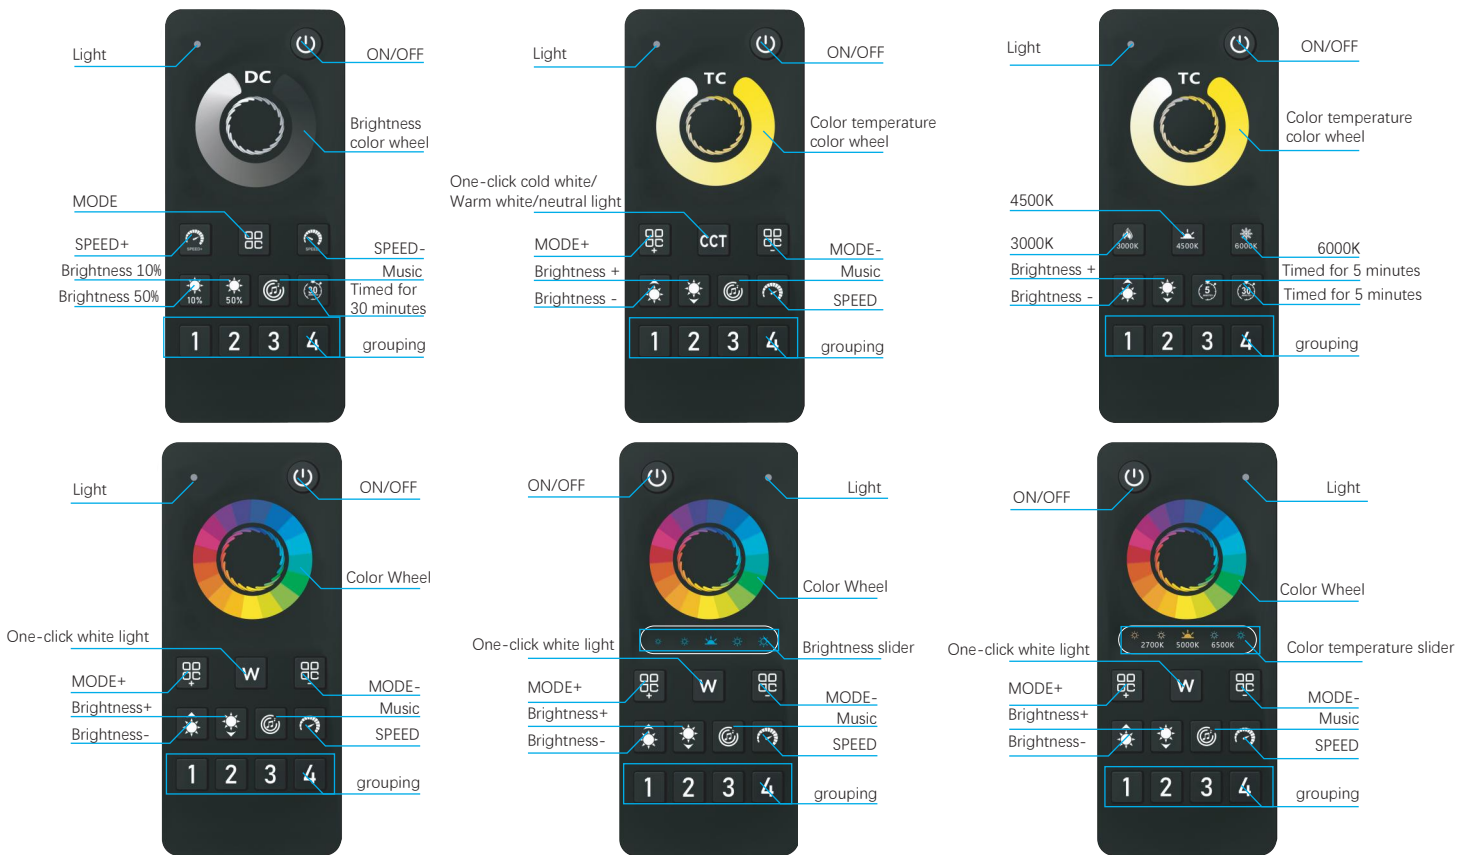 Light
ON/OFF
DC
Brightness
color wheel
MODE
SPEED+
SPEED-
SPEED+
SPEED-
Brightness 10%
Music
Brightness 50%
Timed for
30 minutes
10%
50%
30
1 2 3 4
grouping
Light
ON/OFF
TC
Color temperature
color wheel
One-click cold white/
Warm white/neutral light
MODE+
CCT
MODE-
Brightness +
Music
Brightness -
SPEED
1 2 3 4
grouping
Light
ON/OFF
TC
Color temperature
color wheel
4500K
3000K
6000K
3000K
4500K
6000K
Brightness +
Timed for 5 minutes
Brightness -
Timed for 5 minutes
5
30
1 2 3 4
grouping
Light
ON/OFF
Color Wheel
One-click white light
W
MODE+
MODE-
Brightness+
Music
Brightness-
SPEED
1 2 3 4
grouping
ON/OFF
Light
Color Wheel
Brightness slider
One-click white light
W
MODE+
MODE-
Brightness+
Music
Brightness-
SPEED
1 2 3 4
grouping
ON/OFF
Light
Color Wheel
2700K 5000K 6500K
Color temperature slider
One-click white light
W
MODE+
MODE-
Brightness+
Music
Brightness-
SPEED
1 2 3 4
grouping